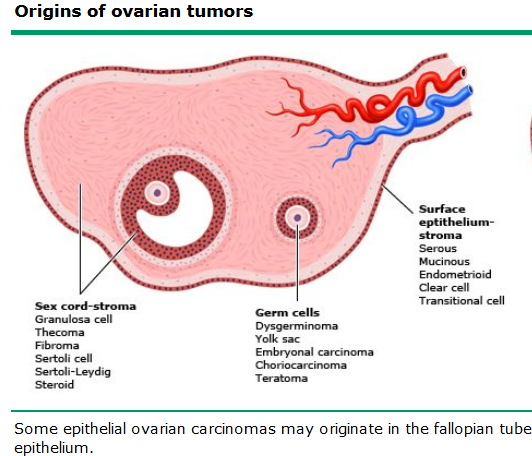 Origins of ovarian tumors
Surface
eptithelium-
stroma
Serous
Mucinous
Endometrioid
Clear cell
Transitional cell
Sex cord-stroma
Granulosa cell
Thecoma
Fibroma
Sertoli cell
Sertoli-Leydig
Steroid
Germ cells
Dysgerminoma
Yolk sac
Embryonal carcinoma
Choriocarcinoma
Teratoma
Some epithelial ovarian carcinomas may originate in the fallopian tube
epithelium.